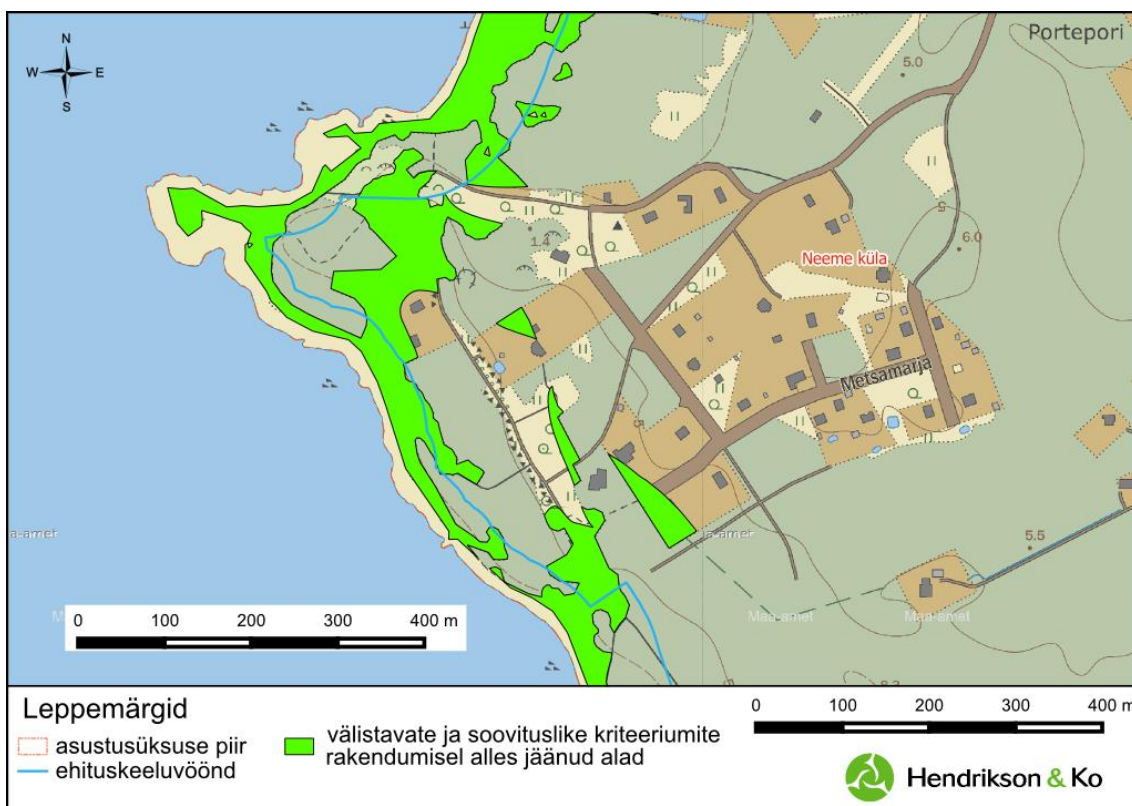 N
W E
S
Portepori
5.0
5
6.0
1.4
Neeme küla
Metsamarja
5.5
Maa-amet
Maa-amet
0 100 200 300 400 m
Leppemärgid
asustusüksuse piir
ehituskeeluvöönd
välistavate ja soovituslike kriteeriumite
rakendumisel alles jäänud alad
0 100 200 300 400 m
Hendrikson & Ko